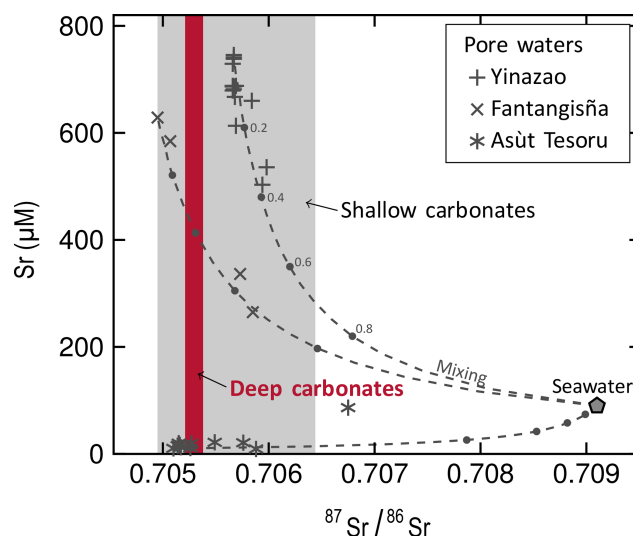 800
600
400
200
0
Sr (µM)
Pore waters
Yinazao
Fantangisña
Asùt Tesoru
0.2
0.4
0.6
0.8
Shallow carbonates
Mixing
Deep carbonates
Seawater
0.705 0.706 0.707 0.708 0.709
87Sr/86Sr